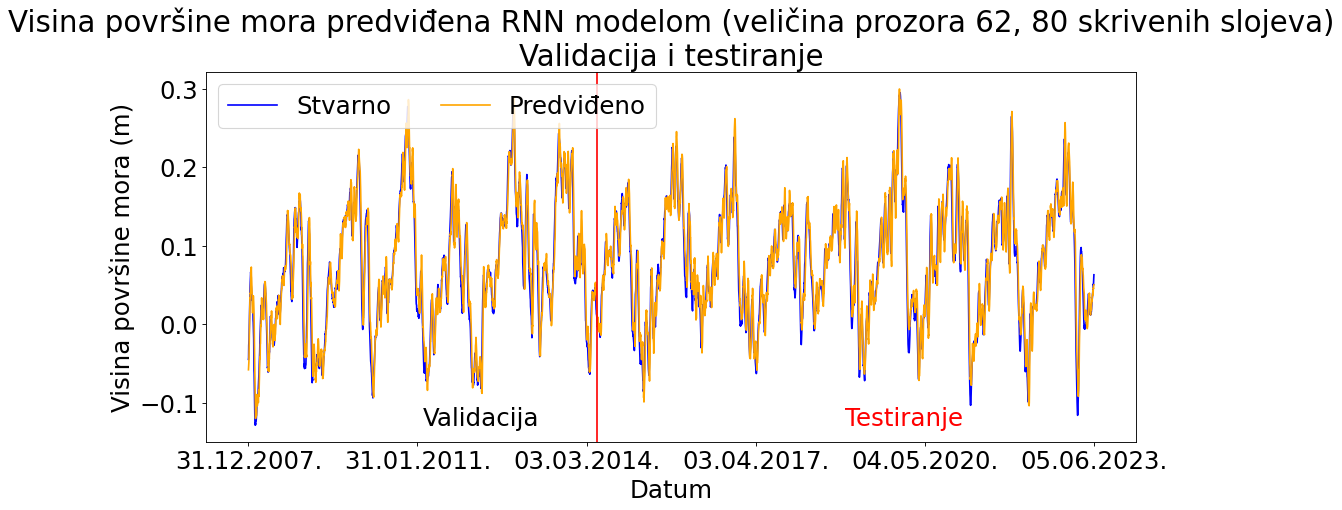 Visina površine mora predviđena RNN modelom (veličina prozora 62, 80 skrivenih slojeva)
Validacija i testiranje
Stvarno
Predviđeno
Visina površine mora (m)
0.3
0.2
0.1
0.0
−0.1
Validacija
Testiranje
31.12.2007.
31.01.2011.
03.03.2014.
03.04.2017.
04.05.2020.
05.06.2023.
Datum